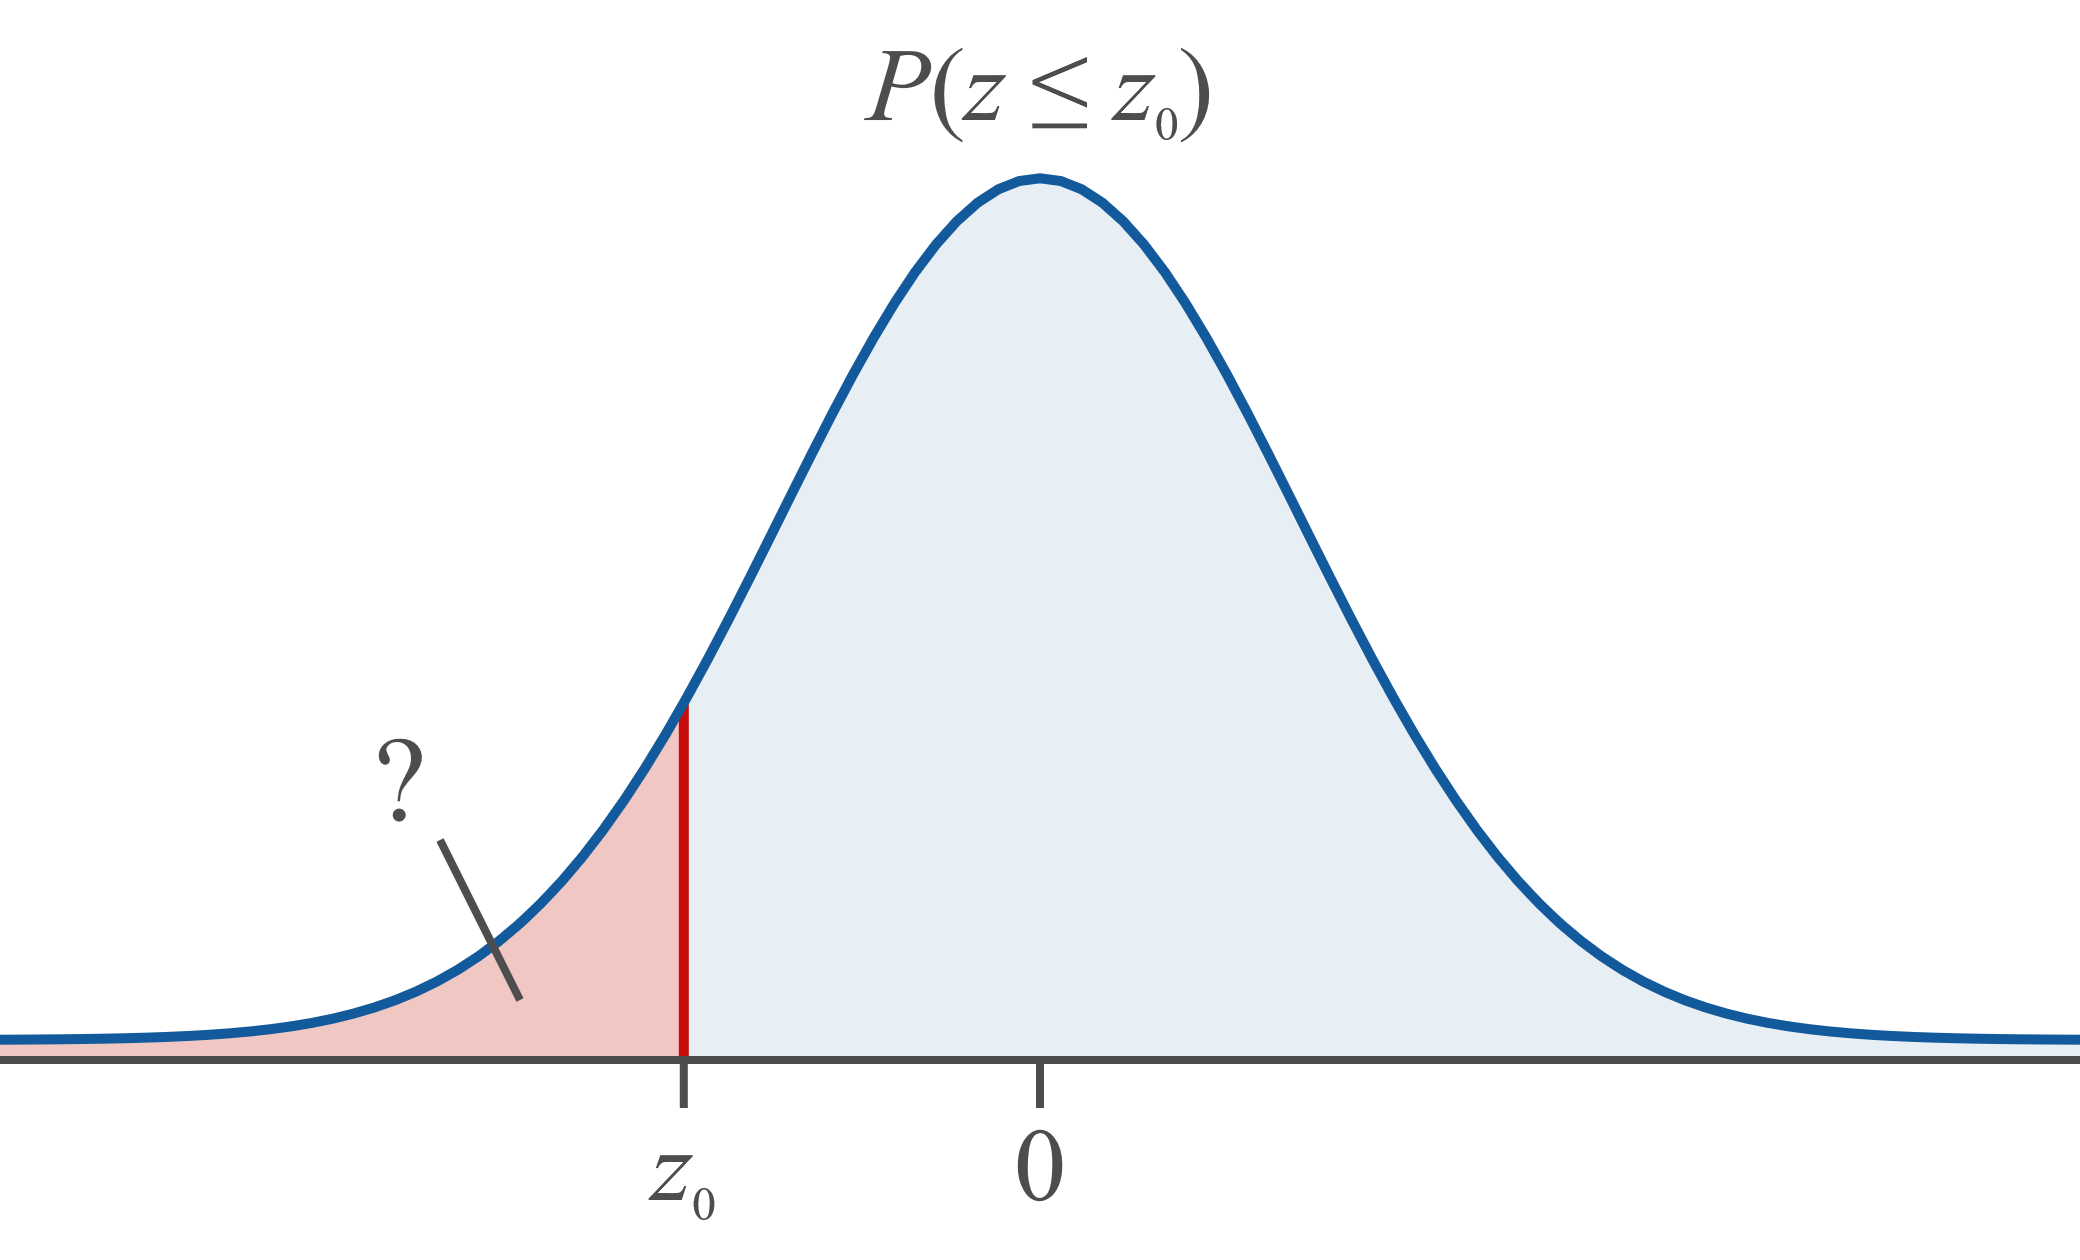 P(z ≤ z₀)
?
z₀
0